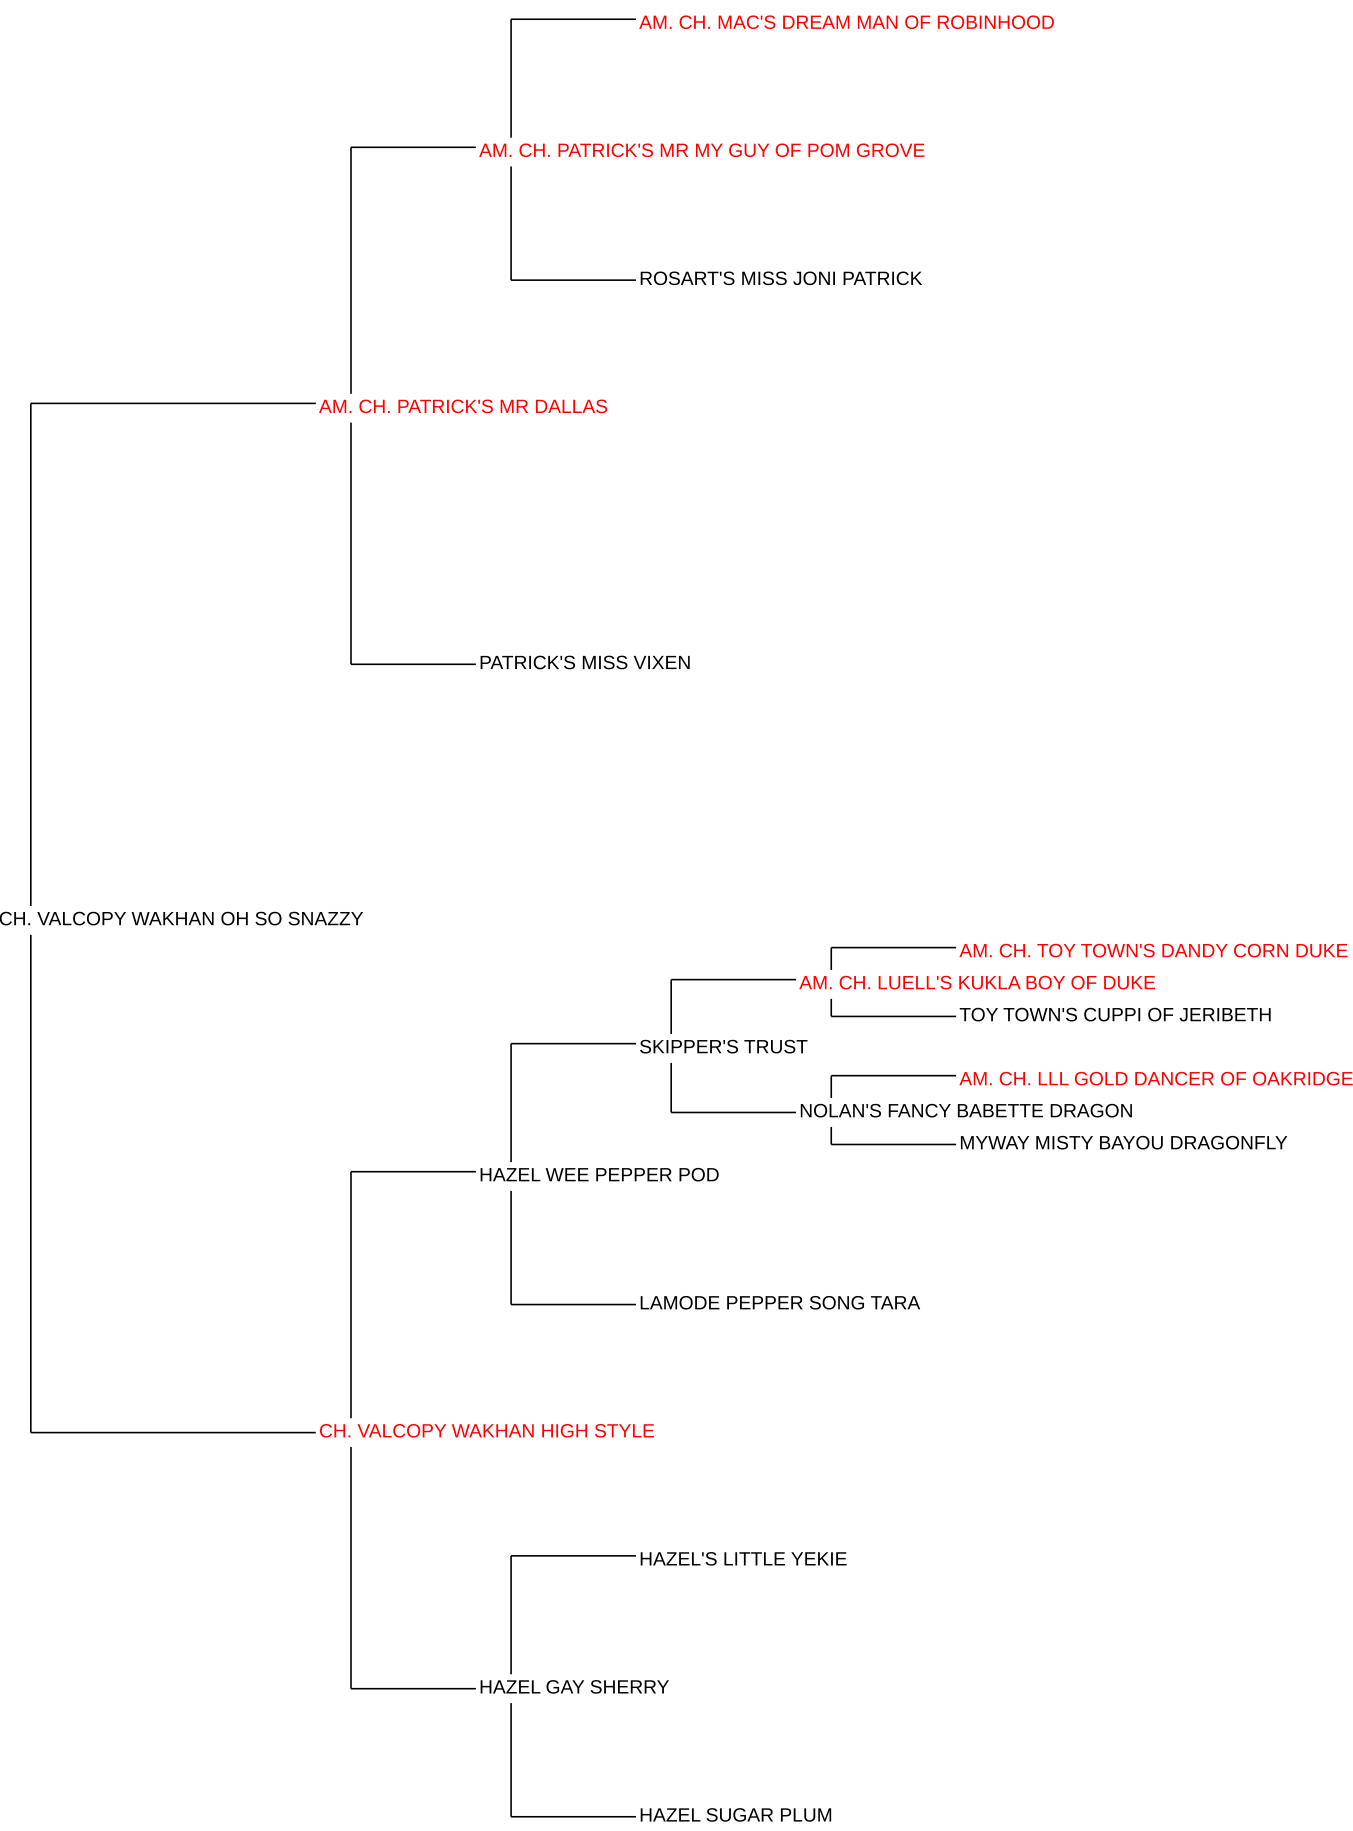 AM. CH. MAC'S DREAM MAN OF ROBINHOOD
AM. CH. PATRICK'S MR MY GUY OF POM GROVE
ROSART'S MISS JONI PATRICK
AM. CH. PATRICK'S MR DALLAS
PATRICK'S MISS VIXEN
CH. VALCOPY WAKHAN OH SO SNAZZY
AM. CH. TOY TOWN'S DANDY CORN DUKE
AM. CH. LUELL'S KUKLA BOY OF DUKE
TOY TOWN'S CUPPI OF JERIBETH
SKIPPER'S TRUST
AM. CH. LLL GOLD DANCER OF OAKRIDGE
NOLAN'S FANCY BABETTE DRAGON
MYWAY MISTY BAYOU DRAGONFLY
HAZEL WEE PEPPER POD
LAMODE PEPPER SONG TARA
CH. VALCOPY WAKHAN HIGH STYLE
HAZEL'S LITTLE YEKIE
HAZEL GAY SHERRY
HAZEL SUGAR PLUM